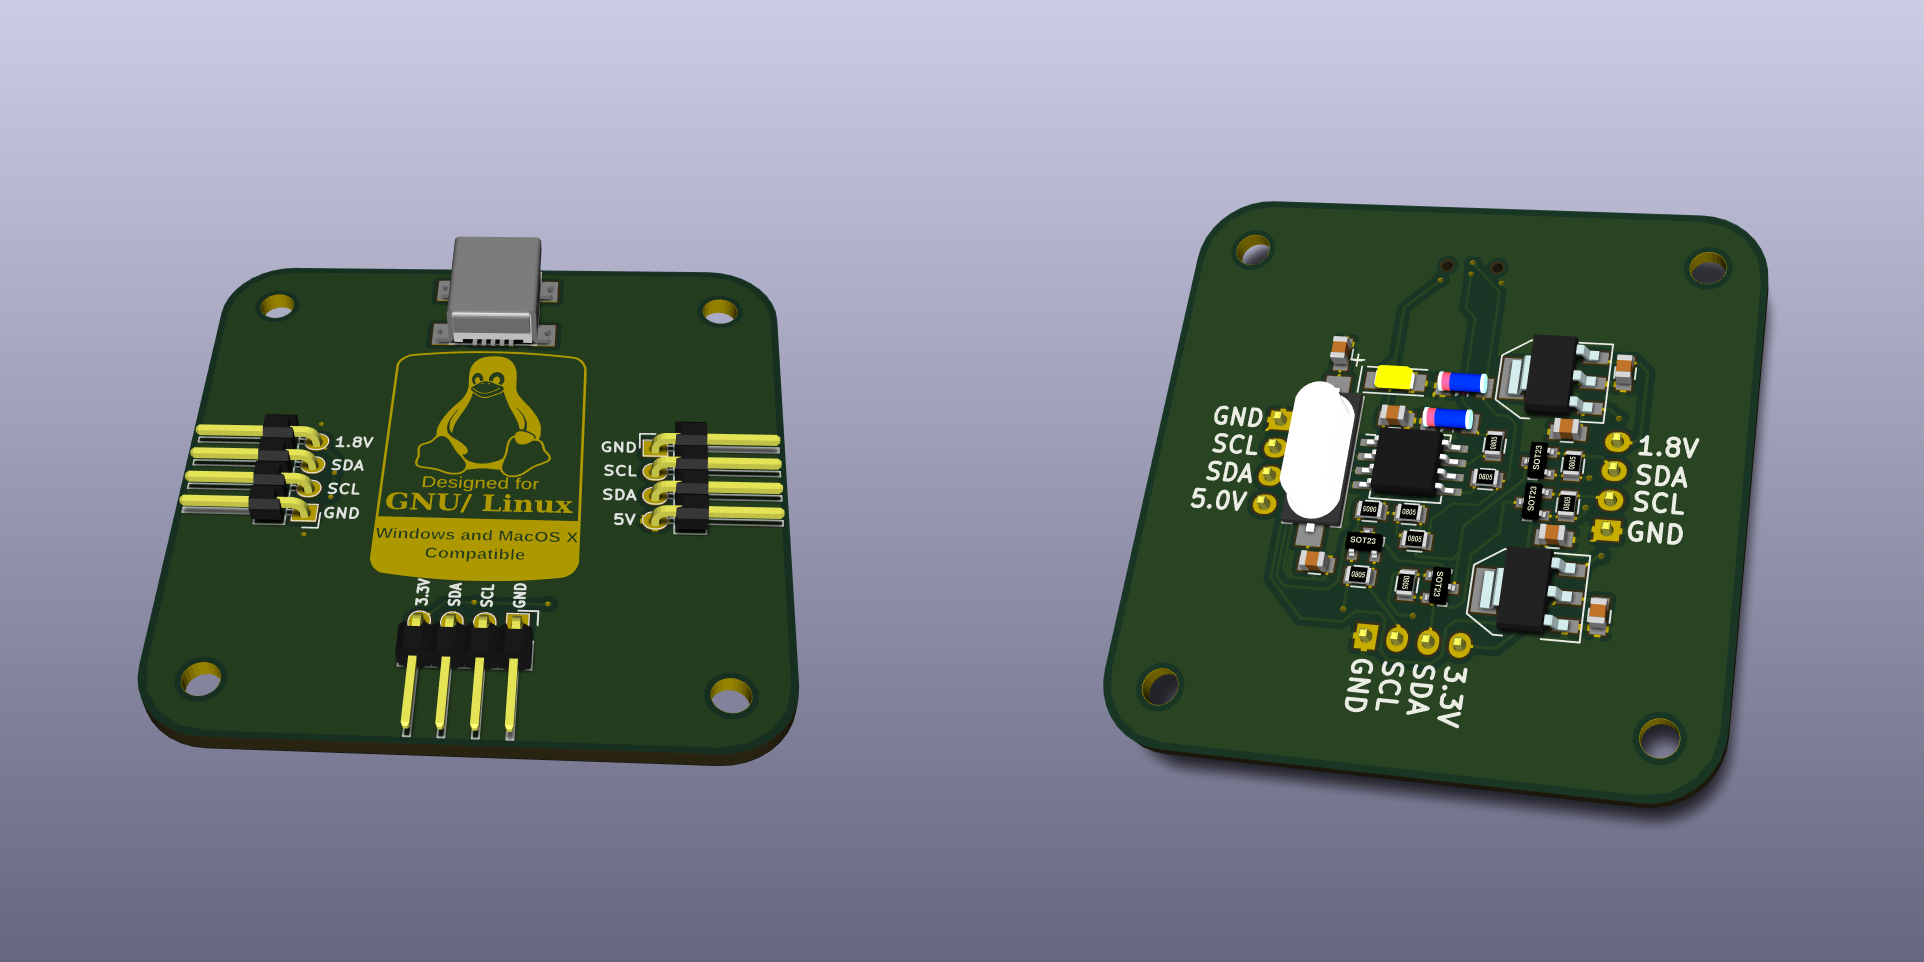 1.8V
SDA
SCL
GND
Designed for
GNU/ Linux
Windows and MacOS X
Compatible
GND
SCL
SDA
5V
3.3V
SDA
SCL
GND
+
GND
SCL
SDA
5.0V
0805
0805
SOT23
0805
SOT23
0805
0805
0805
SOT23
0805
0805
0805
SOT23
1.8V
SDA
SCL
GND
GND
SCL
SDA
3.3V